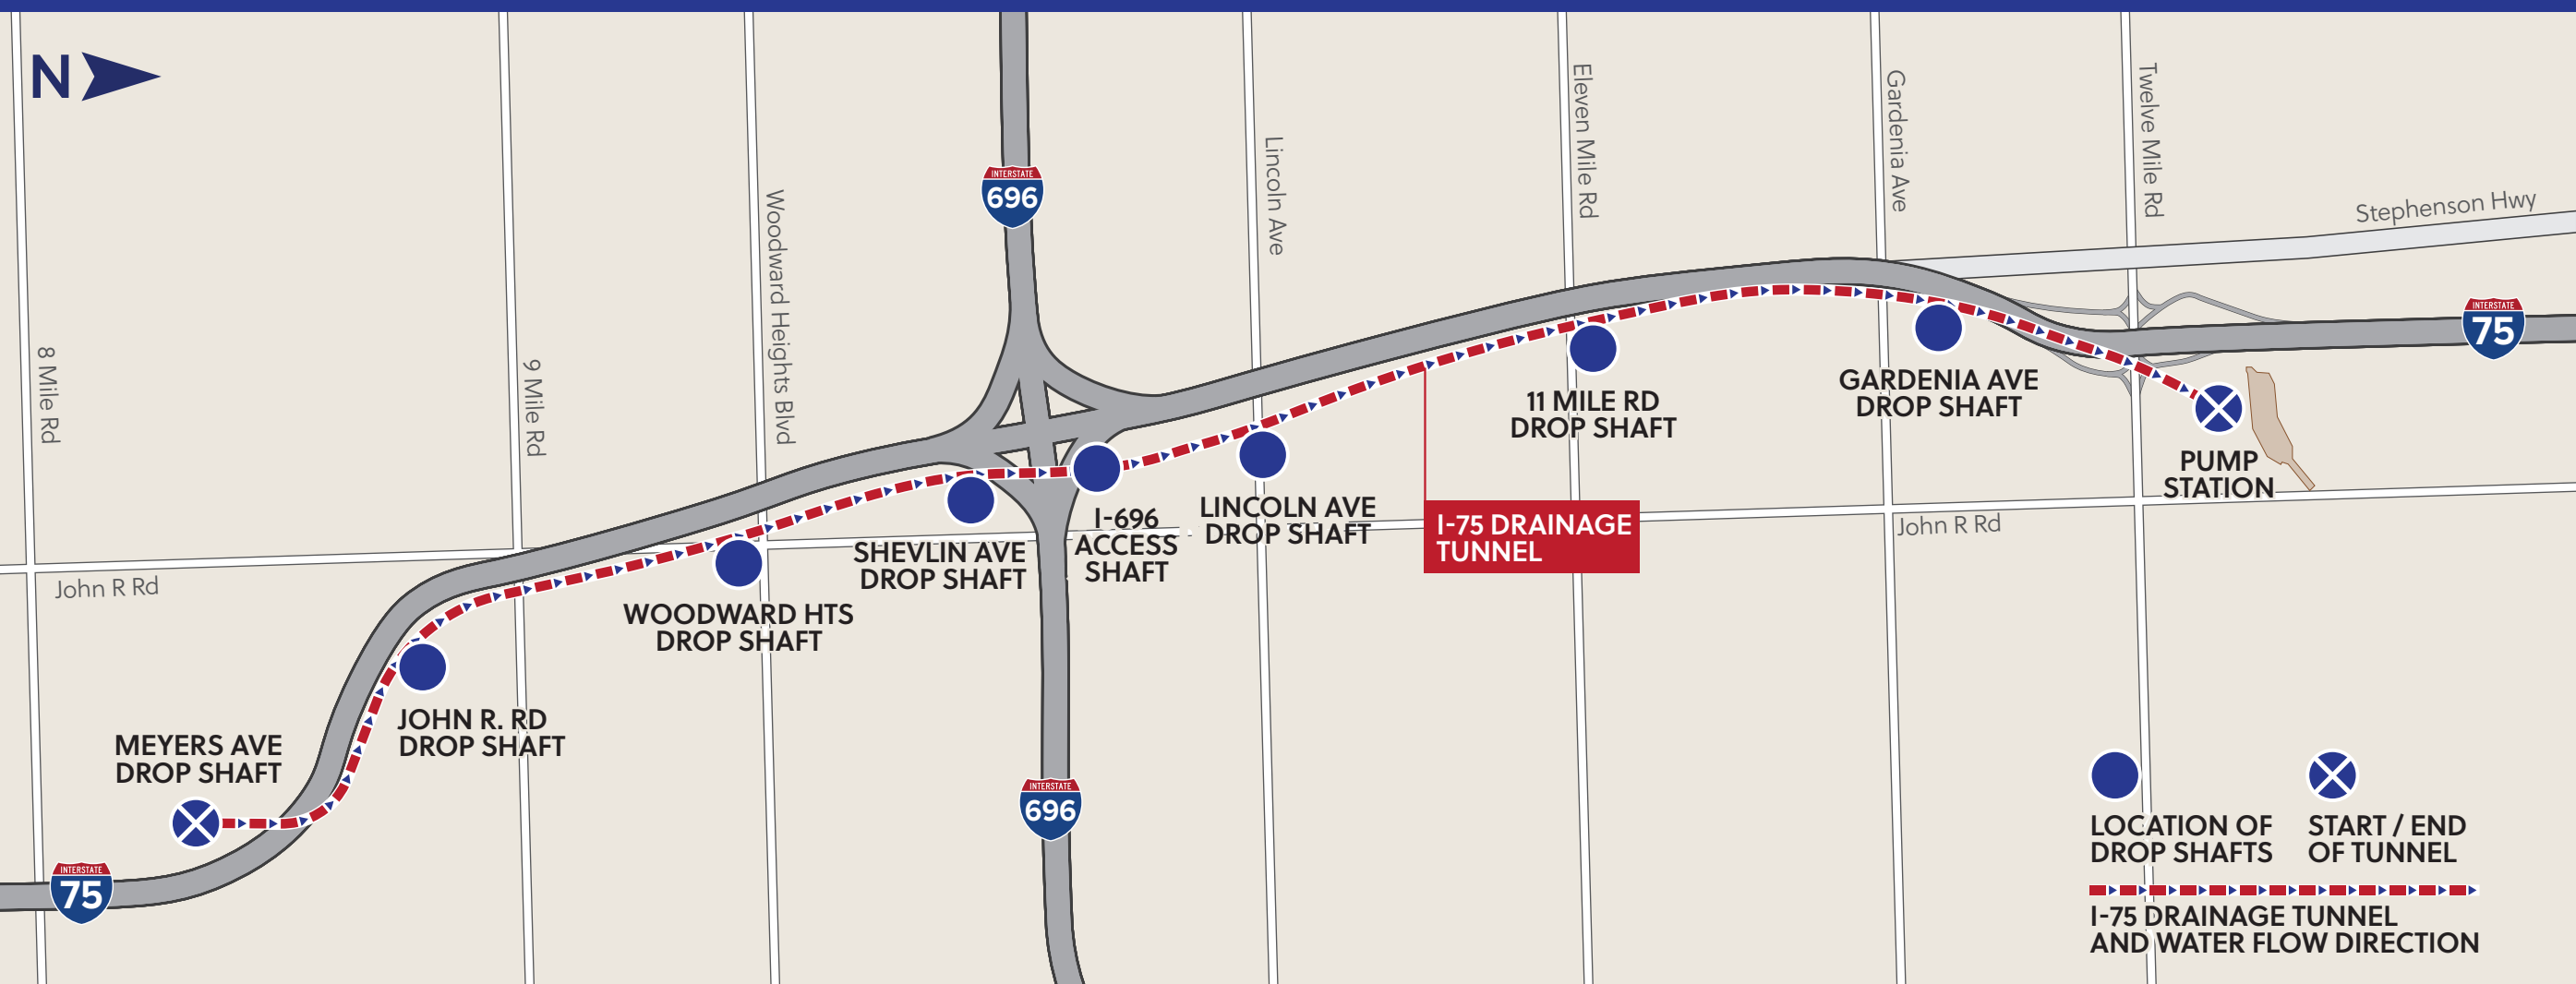 N
INTERSTATE
696
8 Mile Rd
9 Mile Rd
Woodward Heights Blvd
Lincoln Ave
Eleven Mile Rd
Gardenia Ave
Twelve Mile Rd
Stephenson Hwy
INTERSTATE
75
11 MILE RD
DROP SHAFT
GARDENIA AVE
DROP SHAFT
PUMP
STATION
I-75 DRAINAGE
TUNNEL
John R Rd
LINCOLN AVE
DROP SHAFT
I-696
ACCESS
SHAFT
SHEVLIN AVE
DROP SHAFT
WOODWARD HTS
DROP SHAFT
John R Rd
JOHN R. RD
DROP SHAFT
MEYERS AVE
DROP SHAFT
INTERSTATE
75
INTERSTATE
696
LOCATION OF
DROP SHAFTS
START / END
OF TUNNEL
I-75 DRAINAGE TUNNEL
AND WATER FLOW DIRECTION